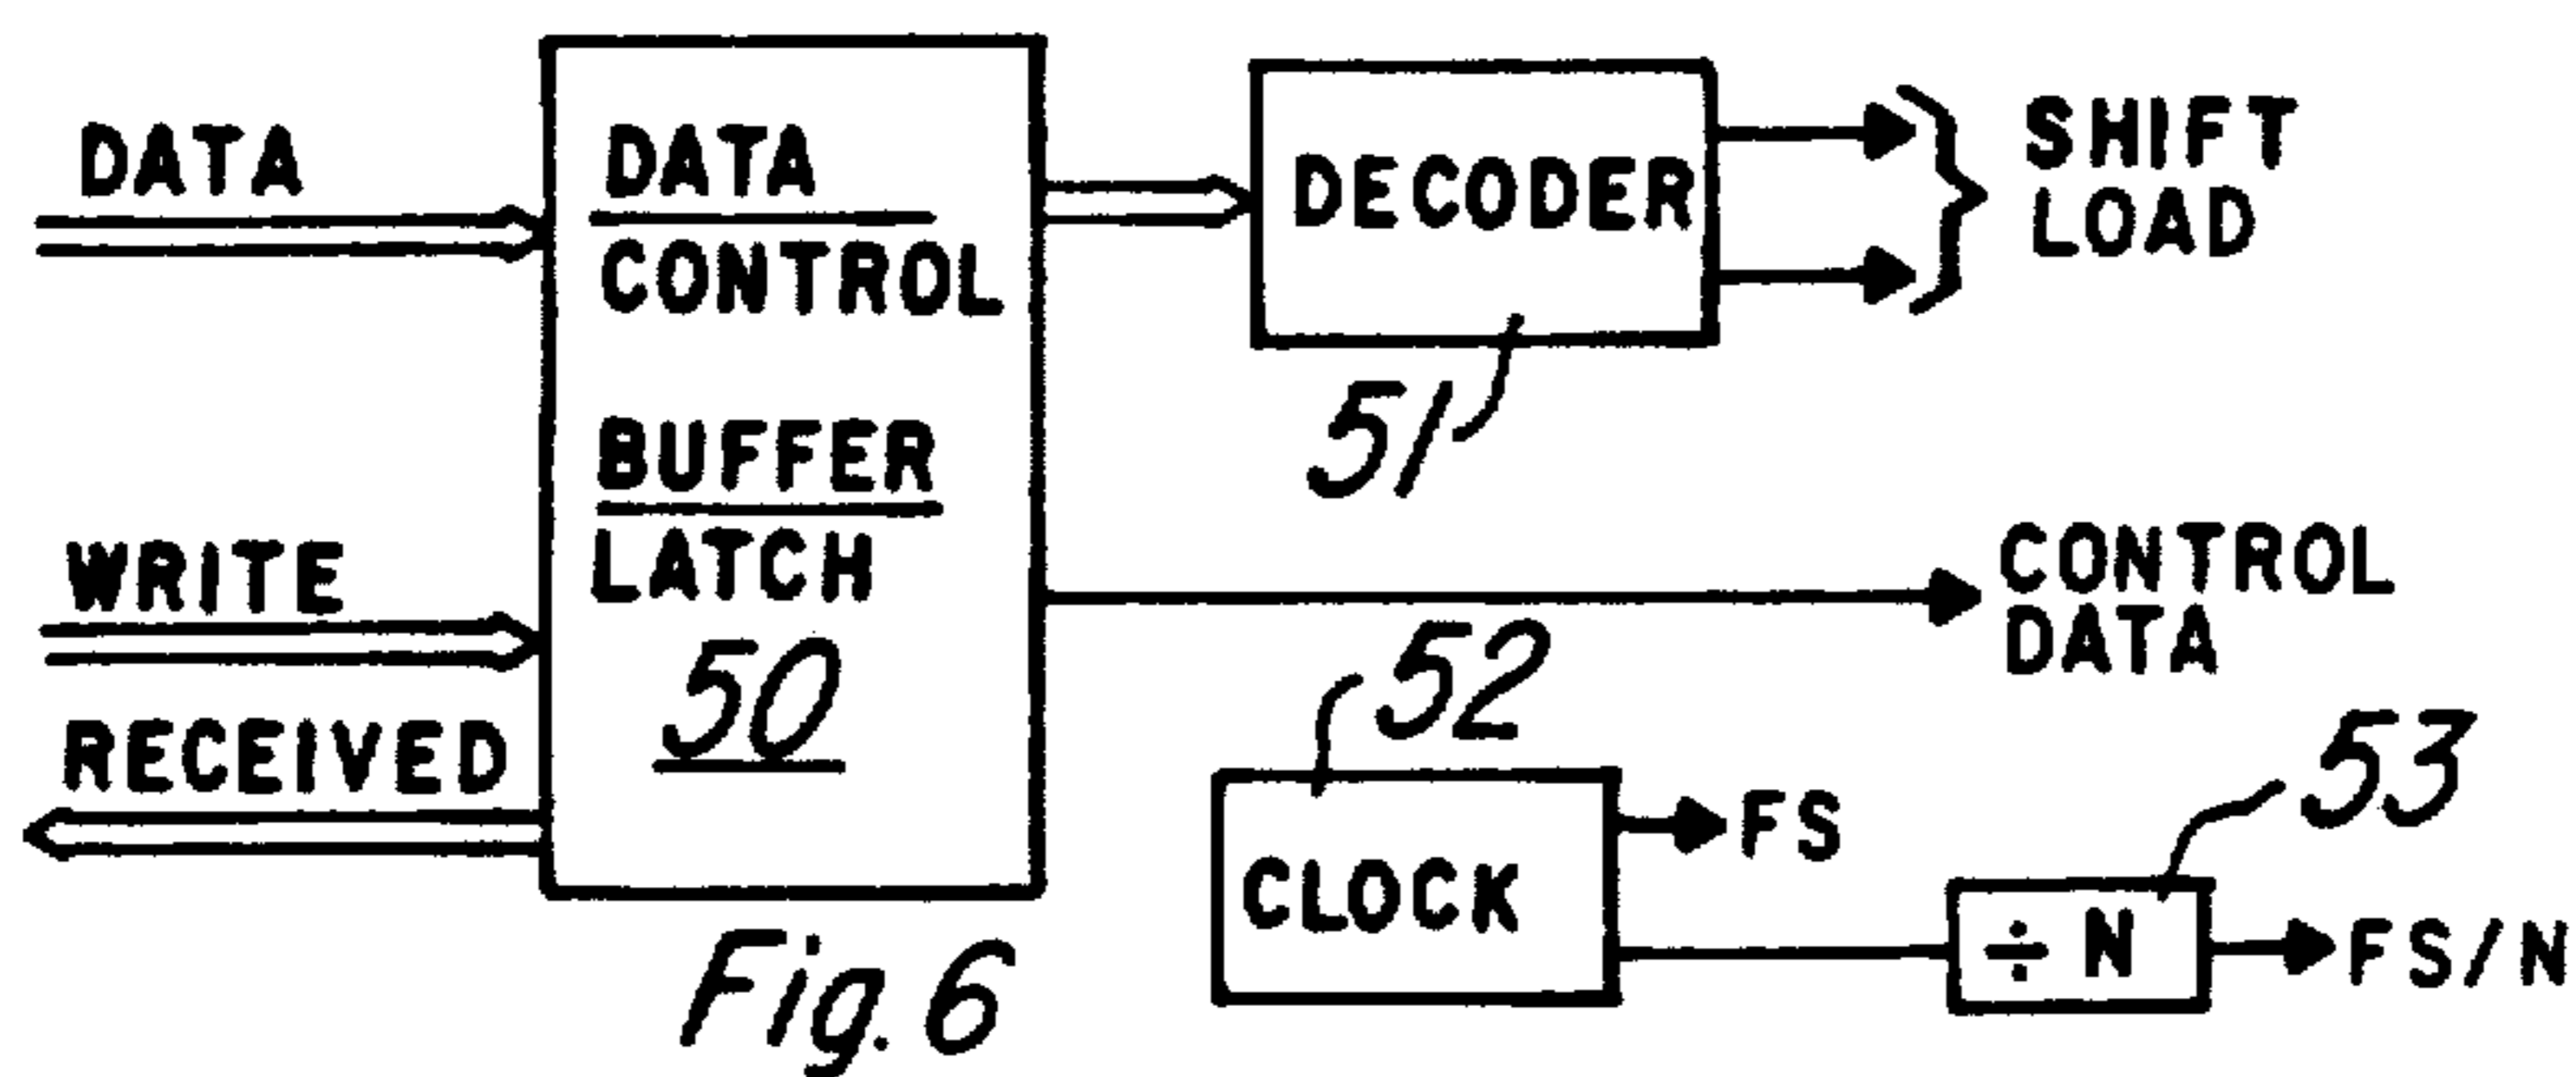 DATA
WRITE
RECEIVED
DATA
CONTROL
BUFFER
LATCH
50
DECODER
51
SHIFT
LOAD
CONTROL
DATA
52
CLOCK
FS
53
÷ N
FS/N
Fig. 6